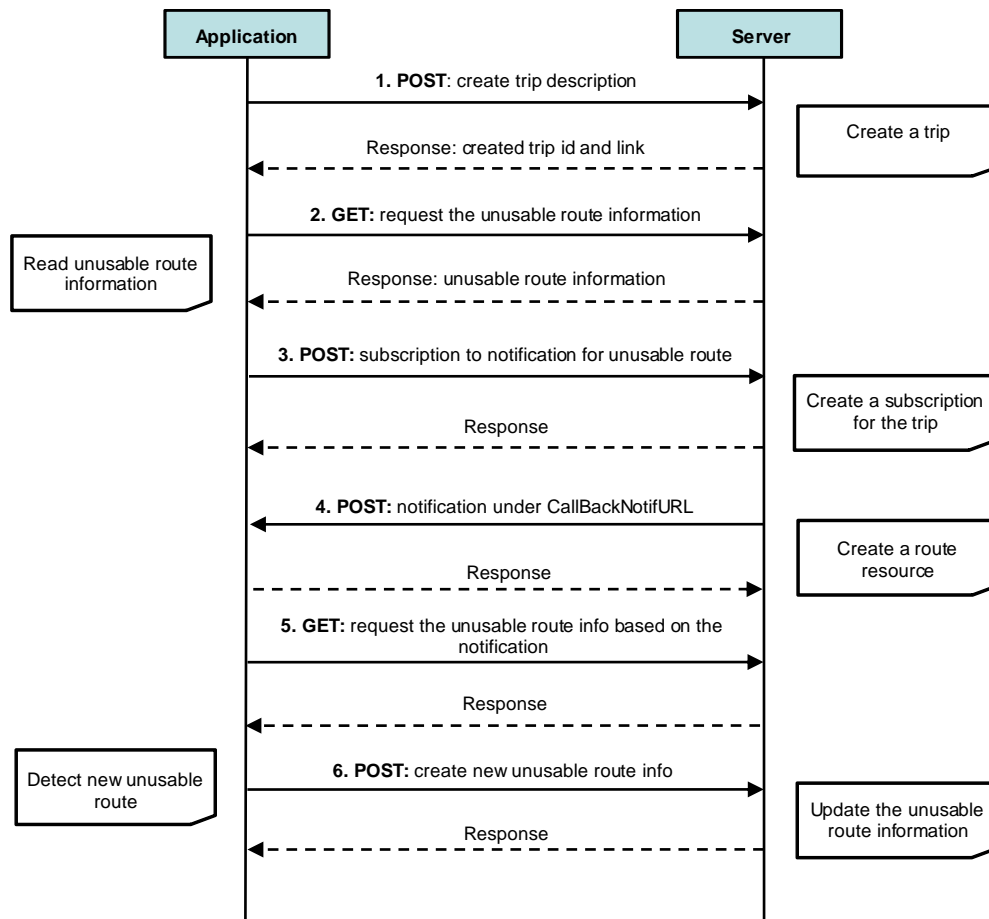 Application
Server
1. POST: create trip description
Create a trip
Response: created trip id and link
2. GET: request the unusable route information
Read unusable route
information
Response: unusable route information
3. POST: subscription to notification for unusable route
Create a subscription
for the trip
Response
4. POST: notification under CallBackNotifURL
Create a route
resource
Response
5. GET: request the unusable route info based on the
notification
Response
Detect new unusable
route
6. POST: create new unusable route info
Update the unusable
route information
Response